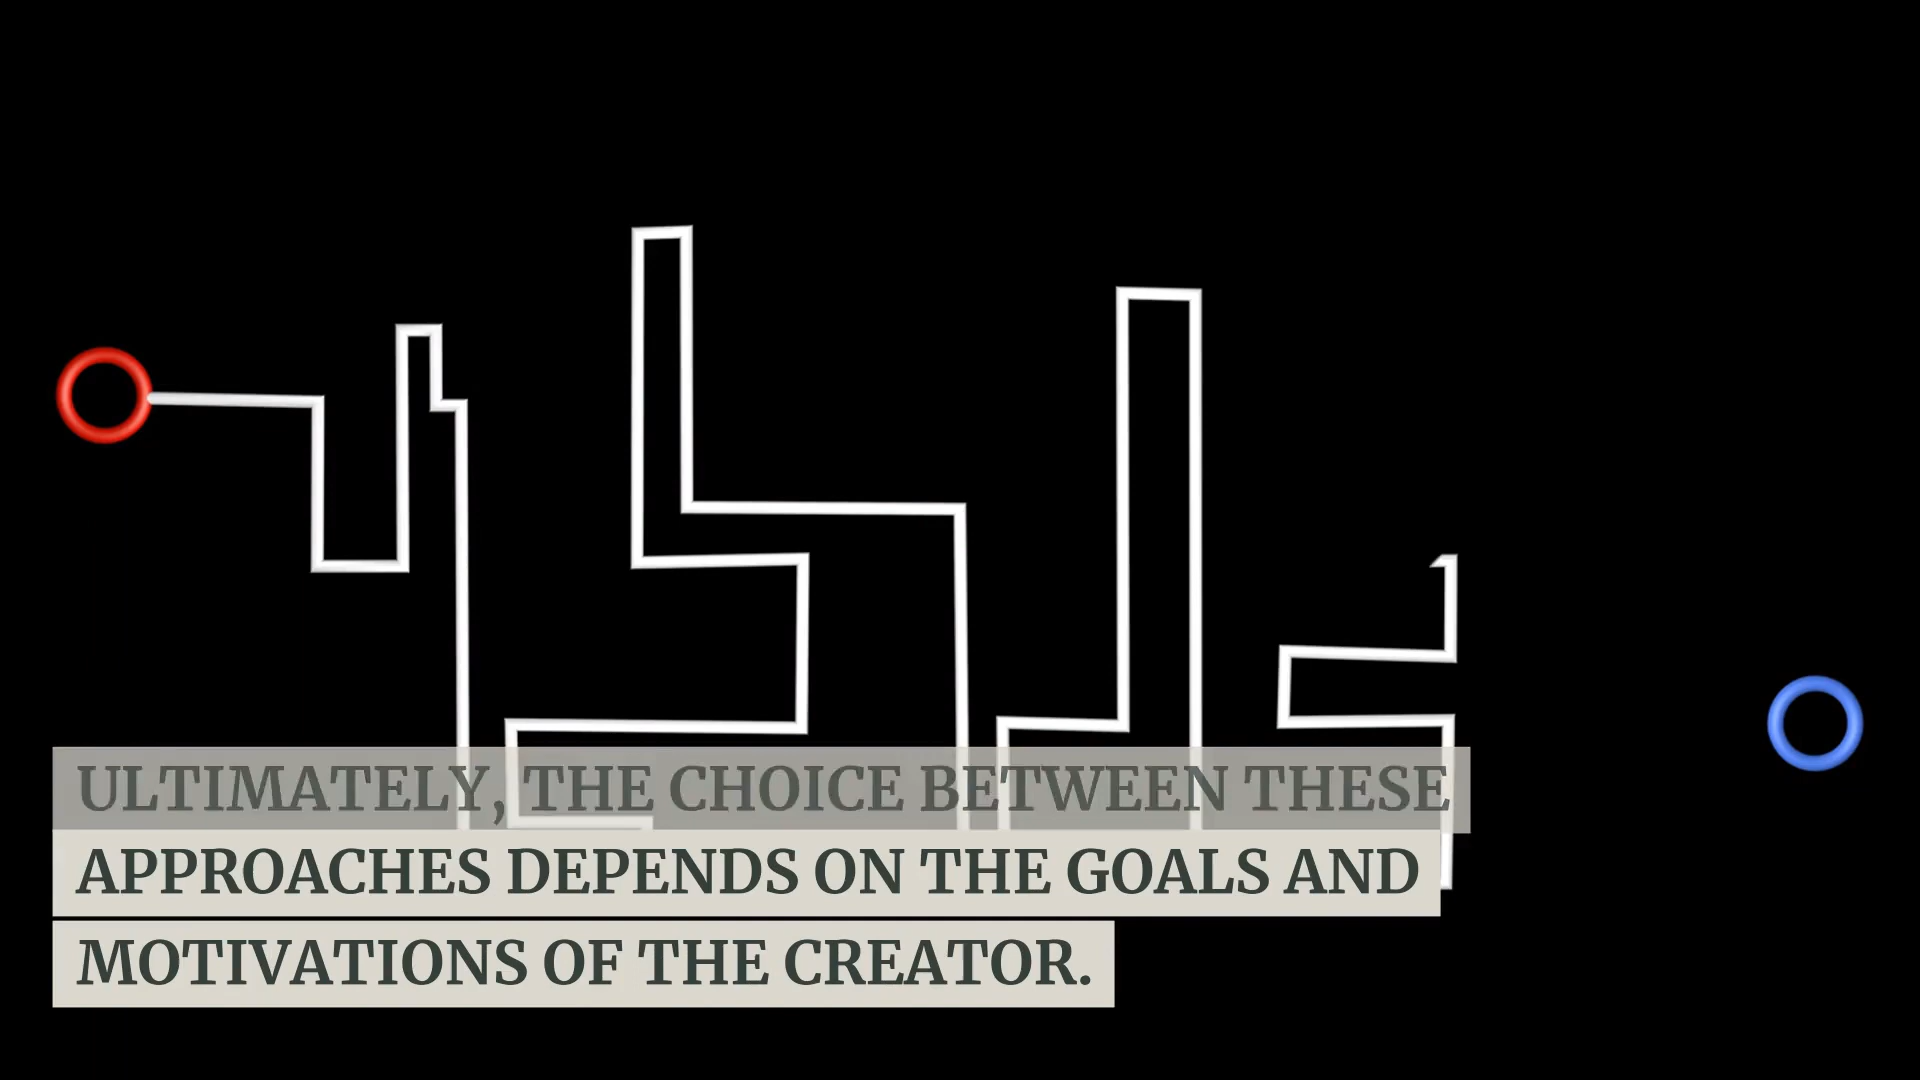 ULTIMATELY, THE CHOICE BETWEEN THESE
APPROACHES DEPENDS ON THE GOALS AND
MOTIVATIONS OF THE CREATOR.